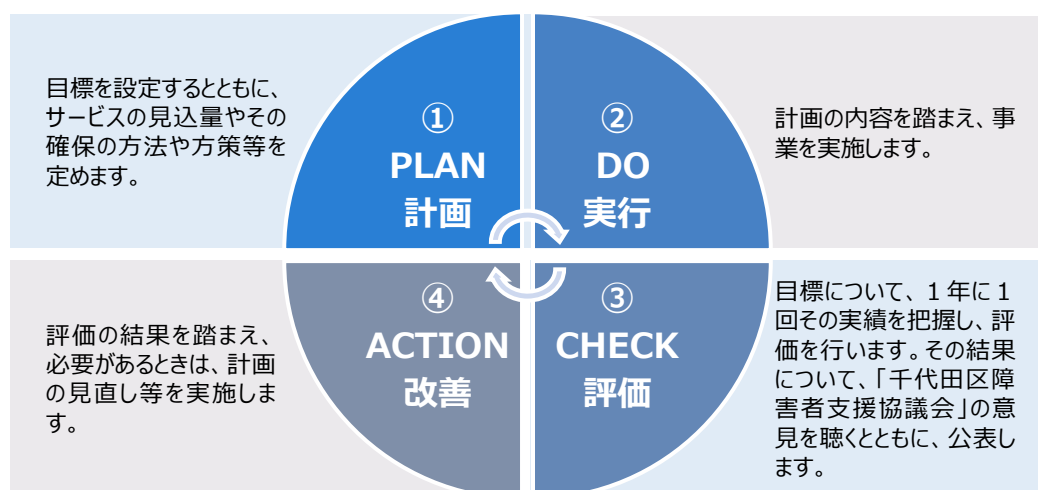 目標を設定するとともに、
サービスの見込量やその
確保の方法や方策等を
定めます。
①
PLAN
計画
②
DO
実行
計画の内容を踏まえ、事
業を実施します。
評価の結果を踏まえ、
必要があるときは、計画
の見直し等を実施しま
す。
④
ACTION
改善
③
CHECK
評価
目標について、１年に１
回その実績を把握し、評
価を行います。その結果
について、「千代田区障
害者支援協議会」の意
見を聴くとともに、公表し
ます。